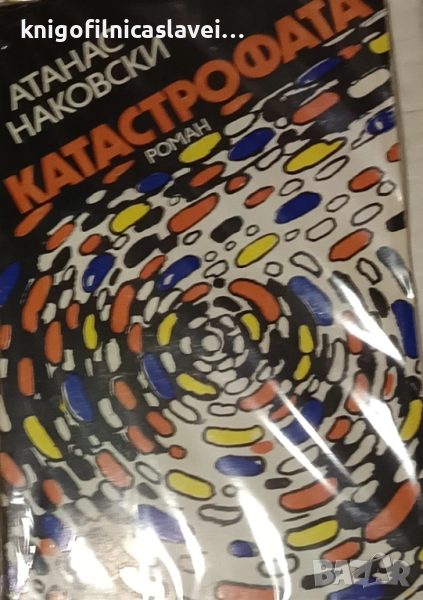 knigofilnicaslavei…
АТАНАС
НАКОВСКИ
КАТАСТРОФАТА
РОМАН
BAZAR